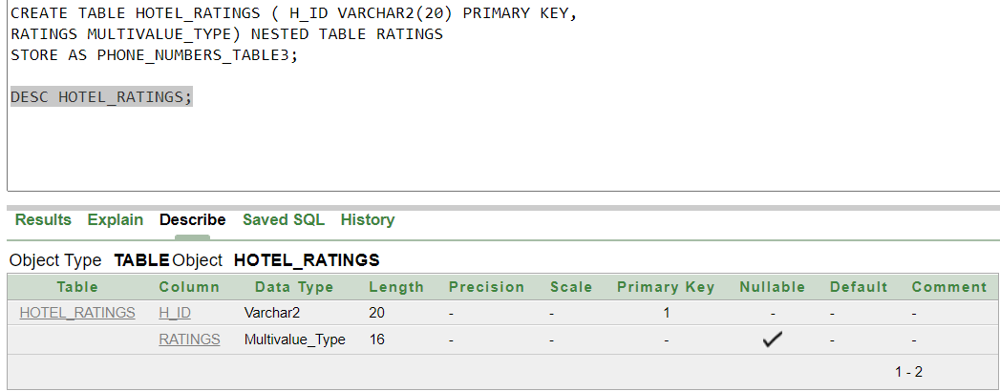 CREATE TABLE HOTEL_RATINGS ( H_ID VARCHAR2(20) PRIMARY KEY,
RATINGS MULTIVALUE_TYPE) NESTED TABLE RATINGS
STORE AS PHONE_NUMBERS_TABLE3;
DESC HOTEL_RATINGS;
Results Explain Describe Saved SQL History
Object Type TABLE Object HOTEL_RATINGS
Table Column Data Type Length Precision Scale Primary Key Nullable Default Comment
HOTEL_RATINGS H_ID Varchar2 20 - - 1 - - -
RATINGS Multivalue_Type 16 - - - ✓ - -
1 - 2